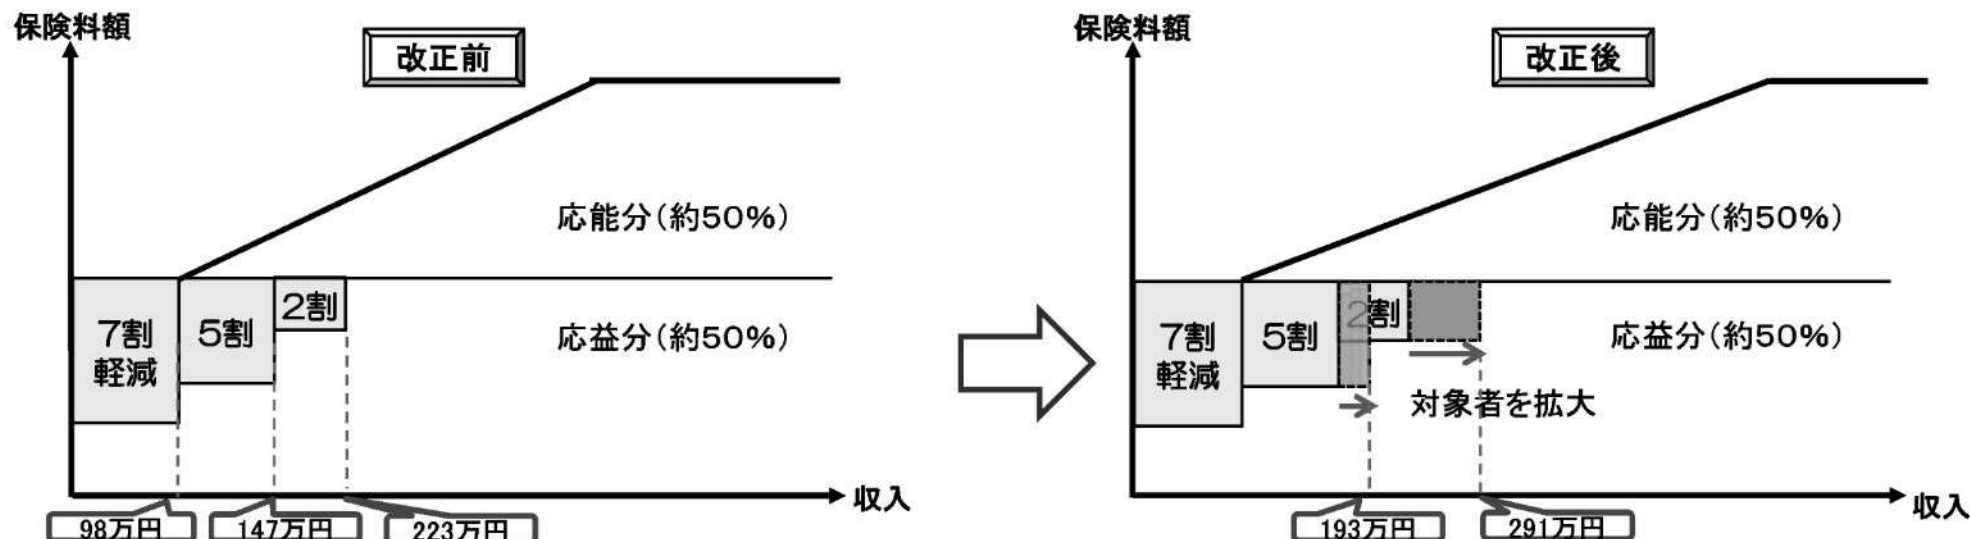 保険料額
改正前
応能分(約50%)
7割
軽減
5割
2割
応益分(約50%)
収入
98万円
147万円
223万円
保険料額
改正後
応能分(約50%)
7割
軽減
5割
2割
応益分(約50%)
対象者を拡大
収入
193万円
291万円